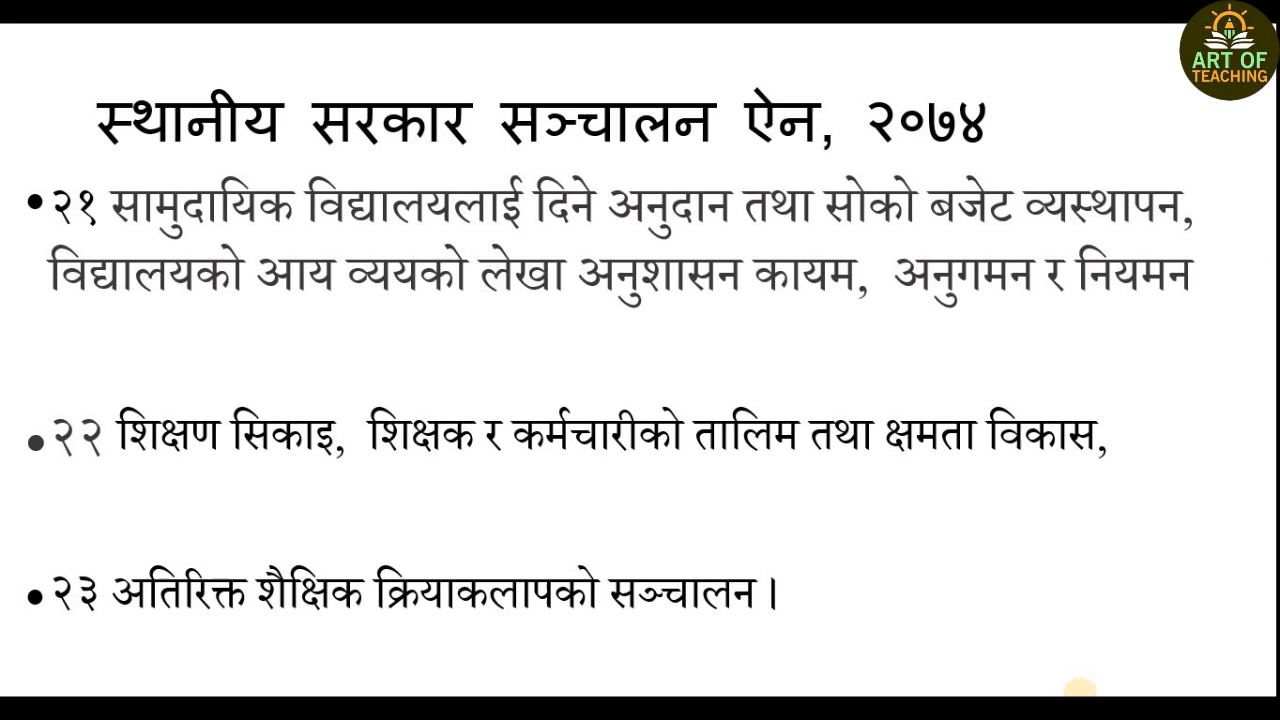 ART OF
TEACHING
स्थानीय सरकार सञ्चालन ऐन, २०७४
•२१ सामुदायिक विद्यालयलाई दिने अनुदान तथा सोको बजेट व्यस्थापन,
विद्यालयको आय व्ययको लेखा अनुशासन कायम, अनुगमन र नियमन
•२२ शिक्षण सिकाइ, शिक्षक र कर्मचारीको तालिम तथा क्षमता विकास,
•२३ अतिरिक्त शैक्षिक क्रियाकलापको सञ्चालन।